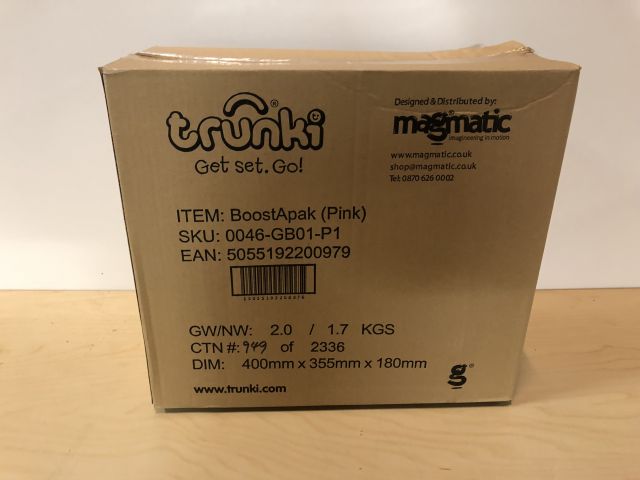 trunki®
Get set. Go!
Designed & Distributed by:
magmatic®
imagineering in motion
www.magmatic.co.uk
shop@magmatic.co.uk
Tel: 0870 626 0002
ITEM: BoostApak (Pink)
SKU: 0046-GB01-P1
EAN: 5055192200979
GW/NW: 2.0 / 1.7 KGS
CTN #: 949 of 2336
DIM: 400mm x 355mm x 180mm
www.trunki.com
g®